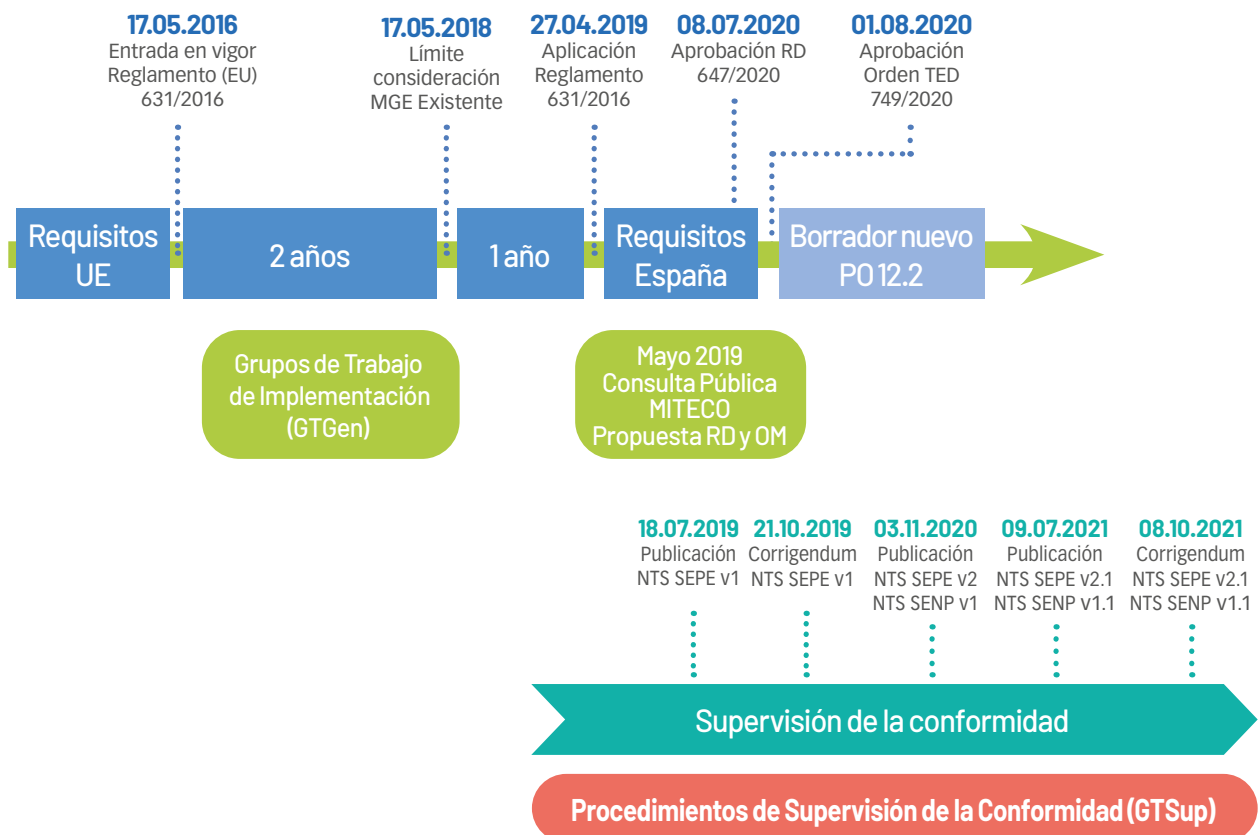 17.05.2016
Entrada en vigor
Reglamento (EU)
631/2016
17.05.2018
Límite
consideración
MGE Existente
27.04.2019
Aplicación
Reglamento
631/2016
08.07.2020
Aprobación RD
647/2020
01.08.2020
Aprobación
Orden TED
749/2020
Requisitos
UE
2 años
1 año
Requisitos
España
Borrador nuevo
PO 12.2
Grupos de Trabajo
de Implementación
(GTGen)
Mayo 2019
Consulta Pública
MITECO
Propuesta RD y OM
18.07.2019
Publicación
NTS SEPE v1
21.10.2019
Corrigendum
NTS SEPE v1
03.11.2020
Publicación
NTS SEPE v2
NTS SENP v1
09.07.2021
Publicación
NTS SEPE v2.1
NTS SENP v1.1
08.10.2021
Corrigendum
NTS SEPE v2.1
NTS SENP v1.1
Supervisión de la conformidad
Procedimientos de Supervisión de la Conformidad (GTSup)